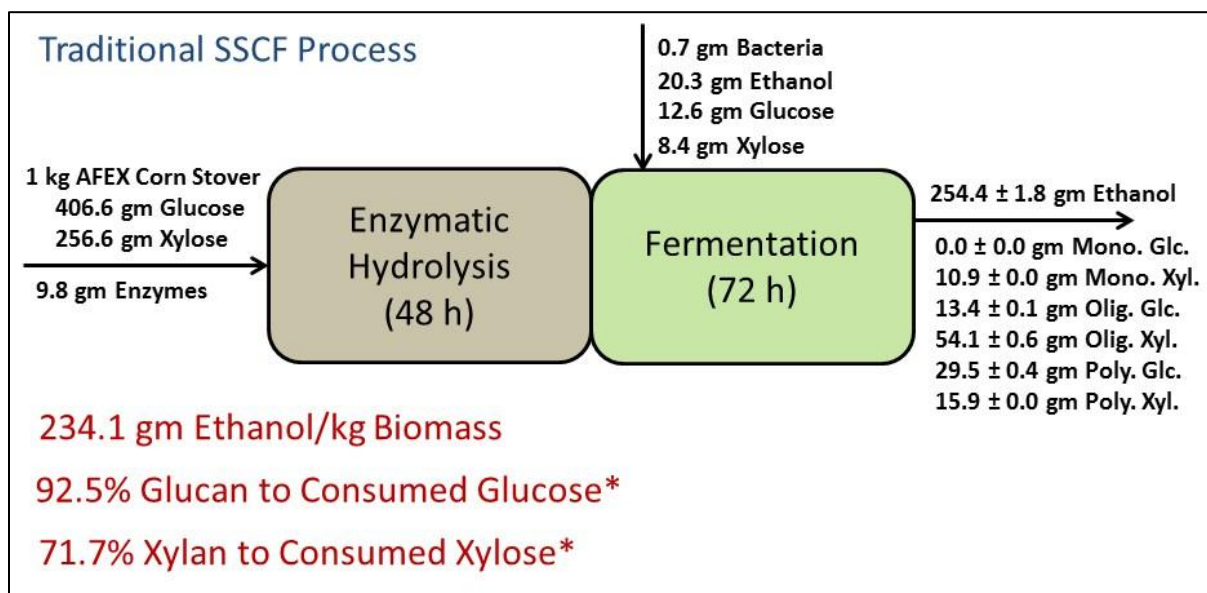 Traditional SSCF Process
0.7 gm Bacteria
20.3 gm Ethanol
12.6 gm Glucose
8.4 gm Xylose
1 kg AFEX Corn Stover
406.6 gm Glucose
256.6 gm Xylose
9.8 gm Enzymes
Enzymatic
Hydrolysis
(48 h)
Fermentation
(72 h)
254.4 ± 1.8 gm Ethanol
0.0 ± 0.0 gm Mono. Glc.
10.9 ± 0.0 gm Mono. Xyl.
13.4 ± 0.1 gm Olig. Glc.
54.1 ± 0.6 gm Olig. Xyl.
29.5 ± 0.4 gm Poly. Glc.
15.9 ± 0.0 gm Poly. Xyl.
234.1 gm Ethanol/kg Biomass
92.5% Glucan to Consumed Glucose*
71.7% Xylan to Consumed Xylose*